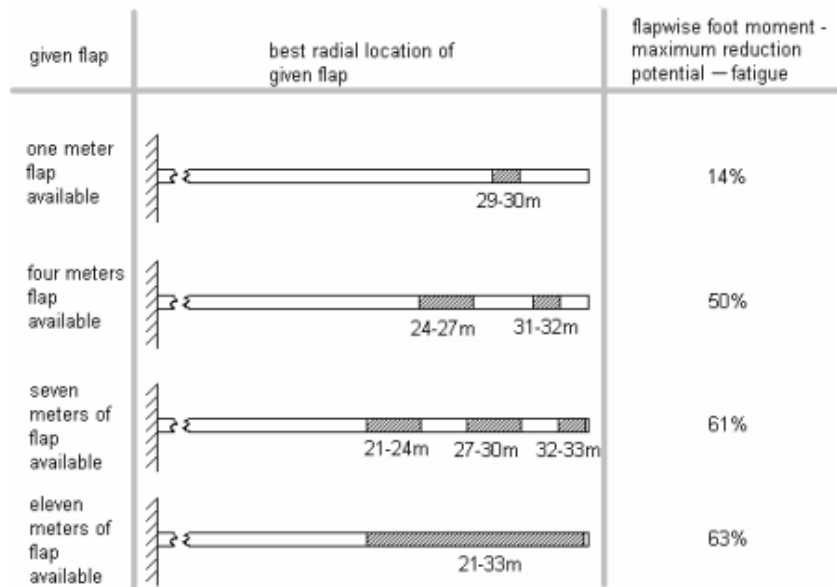 given flap
best radial location of
given flap
flapwise foot moment -
maximum reduction
potential — fatigue
one meter
flap
available
29-30m
14%
four meters
flap
available
24-27m
31-32m
50%
seven
meters of
flap
available
21-24m
27-30m
32-33m
61%
eleven
meters of
flap
available
21-33m
63%